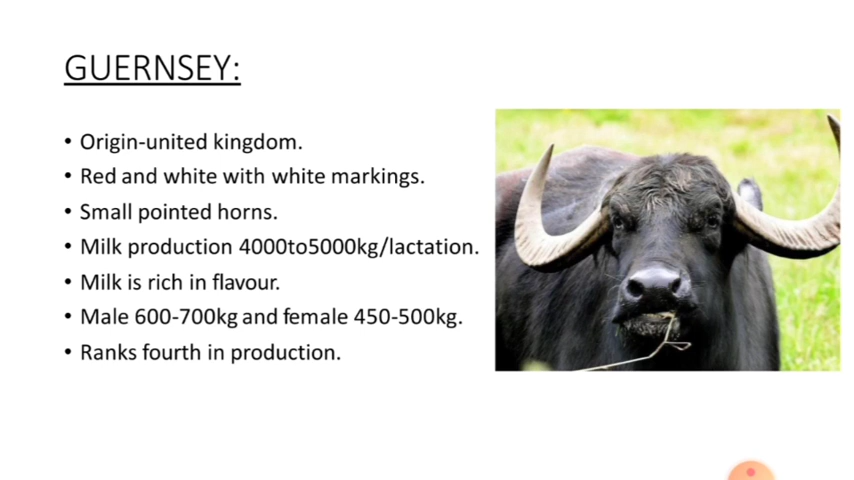 GUERNSEY:
• Origin-united kingdom.
• Red and white with white markings.
• Small pointed horns.
• Milk production 4000to5000kg/lactation.
• Milk is rich in flavour.
• Male 600-700kg and female 450-500kg.
• Ranks fourth in production.